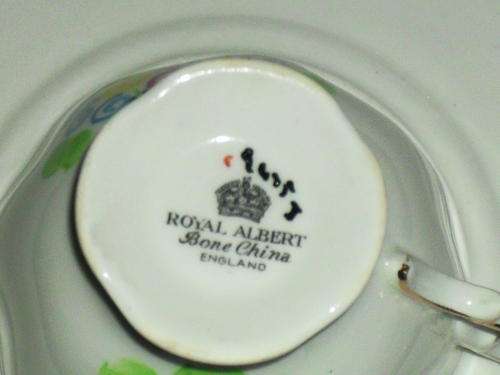 ROYAL ALBERT
Bone China
ENGLAND